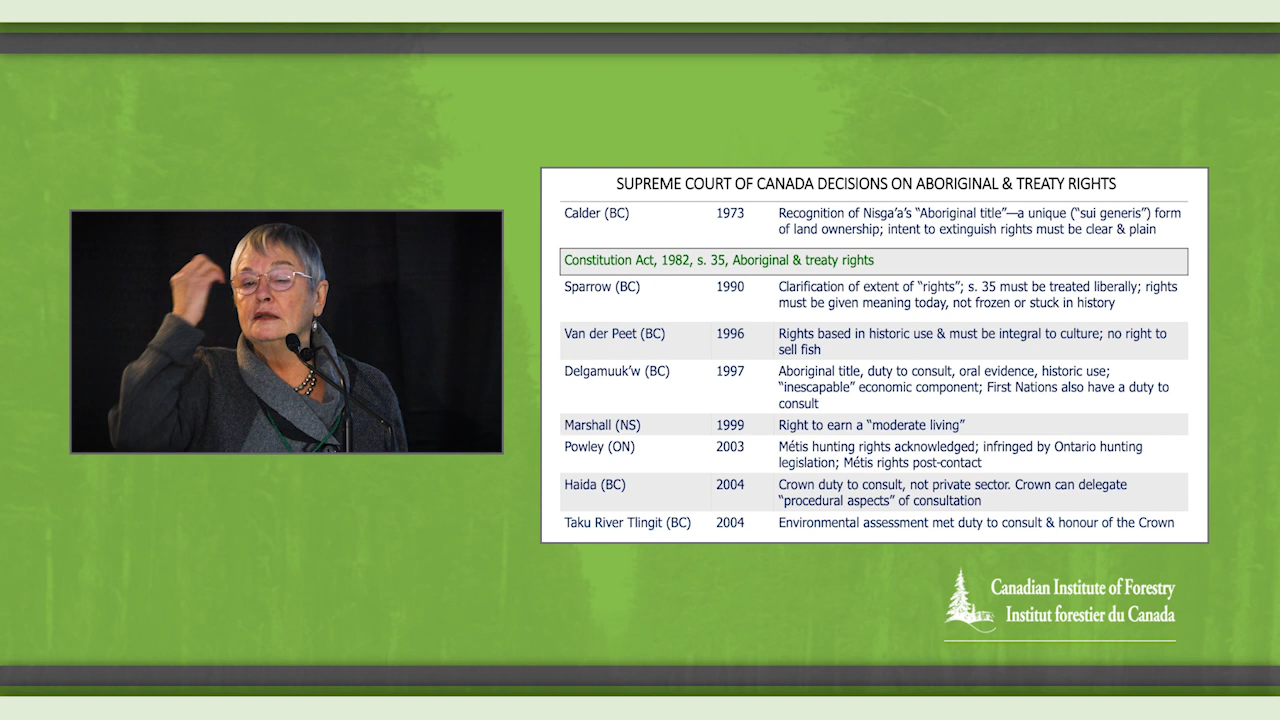 SUPREME COURT OF CANADA DECISIONS ON ABORIGINAL & TREATY RIGHTS
Calder (BC) 1973 Recognition of Nisga'a's "Aboriginal title"—a unique ("sui generis") form
of land ownership; intent to extinguish rights must be clear & plain
Constitution Act, 1982, s. 35, Aboriginal & treaty rights
Sparrow (BC) 1990 Clarification of extent of "rights"; s. 35 must be treated liberally; rights
must be given meaning today, not frozen or stuck in history
Van der Peet (BC) 1996 Rights based in historic use & must be integral to culture; no right to
sell fish
Delgamuuk'w (BC) 1997 Aboriginal title, duty to consult, oral evidence, historic use;
"inescapable" economic component; First Nations also have a duty to
consult
Marshall (NS) 1999 Right to earn a "moderate living"
Powley (ON) 2003 Métis hunting rights acknowledged; infringed by Ontario hunting
legislation; Métis rights post-contact
Haida (BC) 2004 Crown duty to consult, not private sector. Crown can delegate
"procedural aspects" of consultation
Taku River Tlingit (BC) 2004 Environmental assessment met duty to consult & honour of the Crown
Canadian Institute of Forestry
Institut forestier du Canada